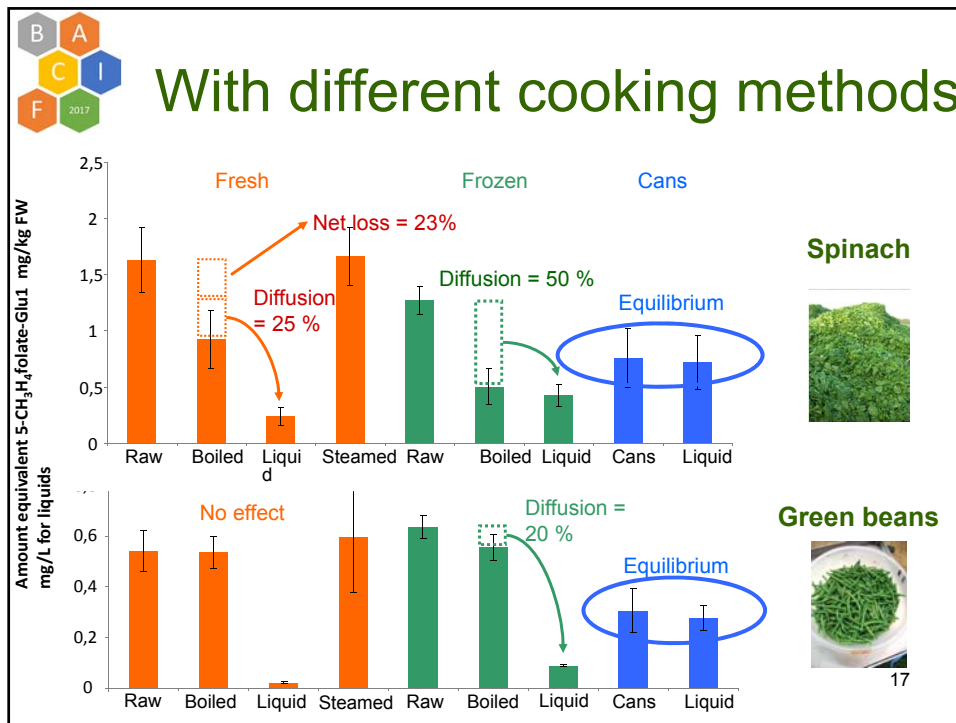 B A
C I
F 2017
With different cooking methods
Amount equivalent 5-CH₃H₄folate-Glu1 mg/kg FW
mg/L for liquids
2,5
2
1,5
1
0,5
0
Fresh
Frozen
Cans
Net loss = 23%
Diffusion
= 25 %
Diffusion = 50 %
Equilibrium
Spinach
Raw
Boiled
Liqui
d
Steamed
Raw
Boiled
Liquid
Cans
Liquid
0,6
0,4
0,2
0
No effect
Diffusion =
20 %
Equilibrium
Green beans
Raw
Boiled
Liquid
Steamed
Raw
Boiled
Liquid
Cans
Liquid
17